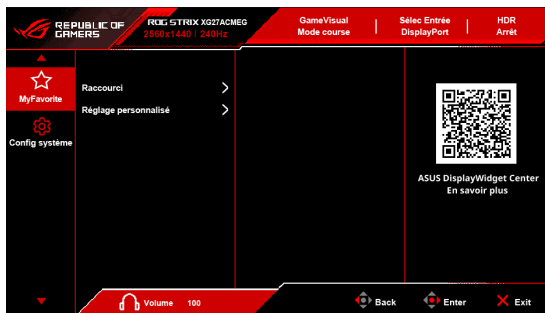 REPUBLIC OF
GAMERS
ROG STRIX XG27ACMEG
2560x1440 | 240Hz
GameVisual
Mode course
Sélec Entrée
DisplayPort
HDR
Arrêt
MyFavorite
Config système
Raccourci
Réglage personnalisé
ASUS DisplayWidget Center
En savoir plus
Volume 100
Back
Enter
Exit